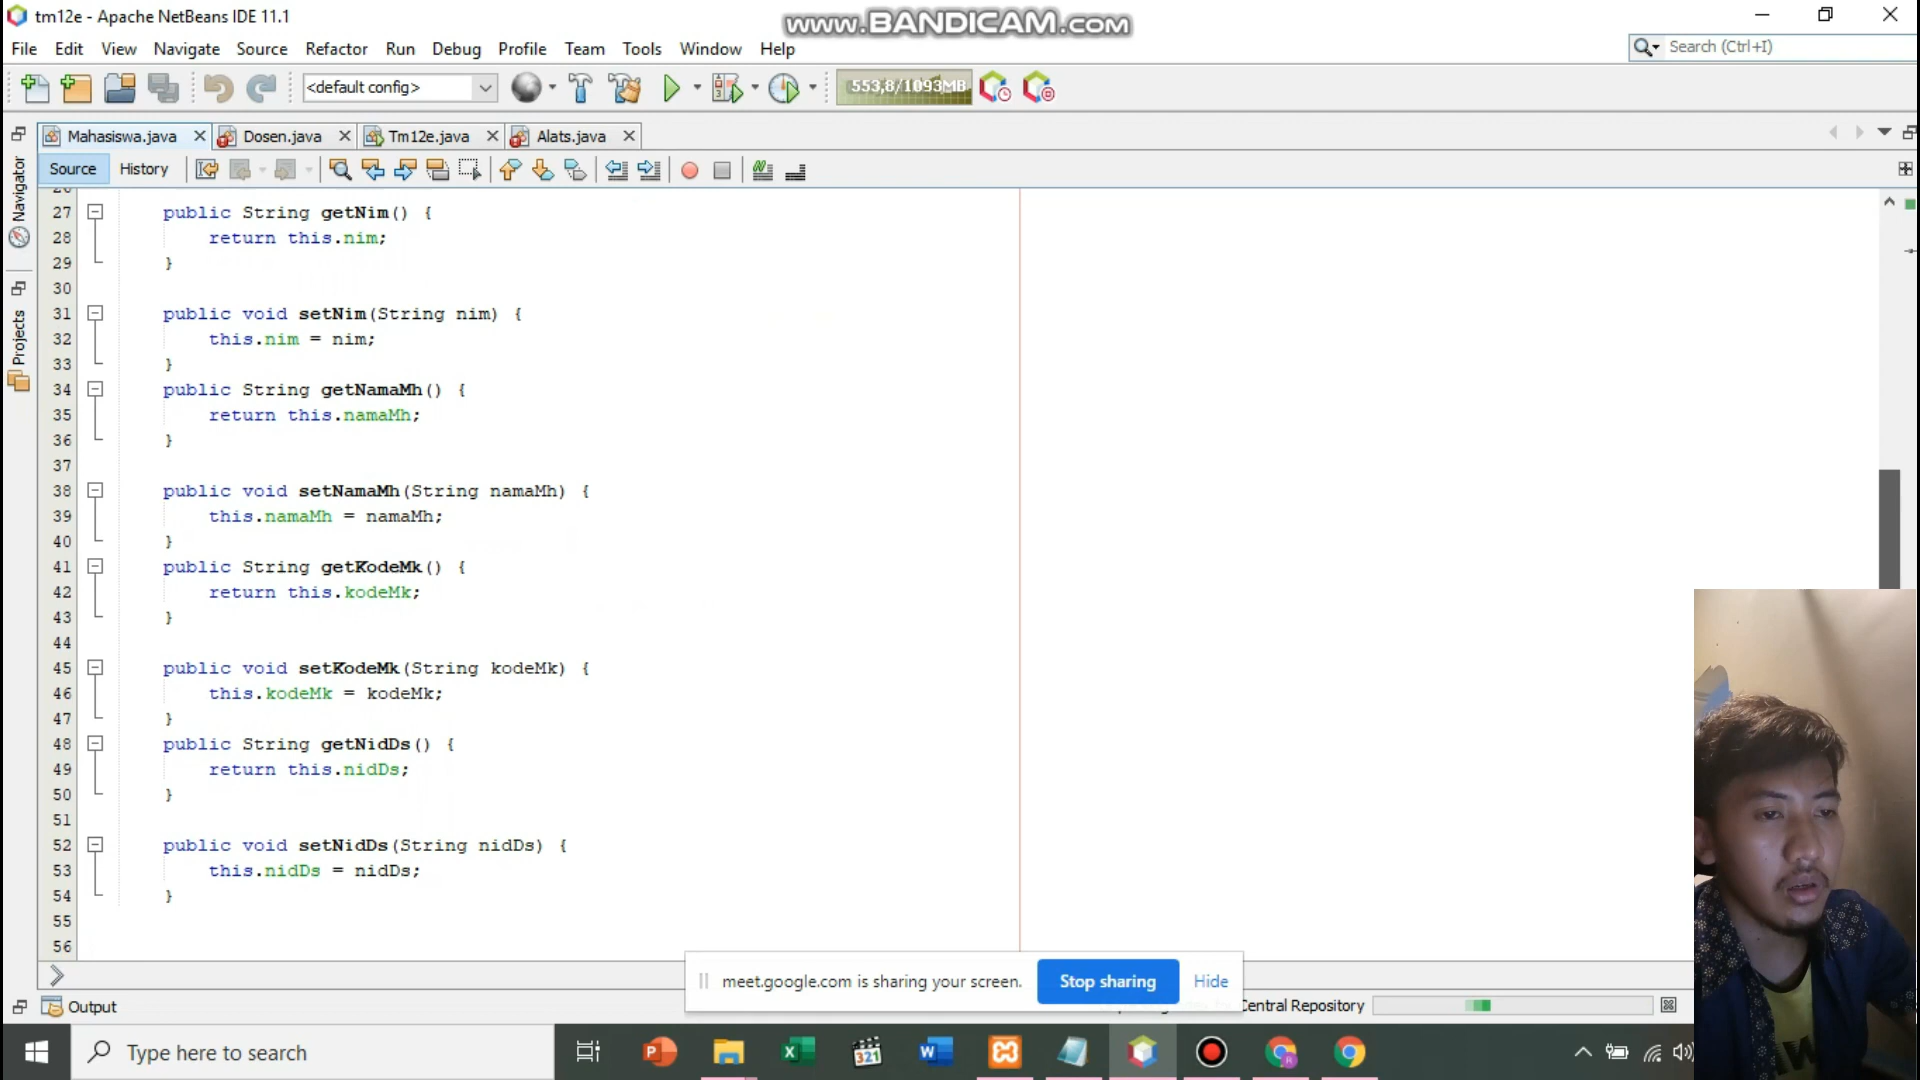 tm12e - Apache NetBeans IDE 11.1
www.BANDICAM.com
File Edit View Navigate Source Refactor Run Debug Profile Team Tools Window Help
Search (Ctrl+I)
<default config>
553,8/1093MB
Mahasiswa.java Dosen.java Tm12e.java Alats.java
Source History
Navigator
Projects
27 public String getNim() {
28 return this.nim;
29 }
30
31 public void setNim(String nim) {
32 this.nim = nim;
33 }
34 public String getNamaMh() {
35 return this.namaMh;
36 }
37
38 public void setNamaMh(String namaMh) {
39 this.namaMh = namaMh;
40 }
41 public String getKodeMk() {
42 return this.kodeMk;
43 }
44
45 public void setKodeMk(String kodeMk) {
46 this.kodeMk = kodeMk;
47 }
48 public String getNidDs() {
49 return this.nidDs;
50 }
51
52 public void setNidDs(String nidDs) {
53 this.nidDs = nidDs;
54 }
55
56
meet.google.com is sharing your screen. Stop sharing Hide
Output
Central Repository
Type here to search
321